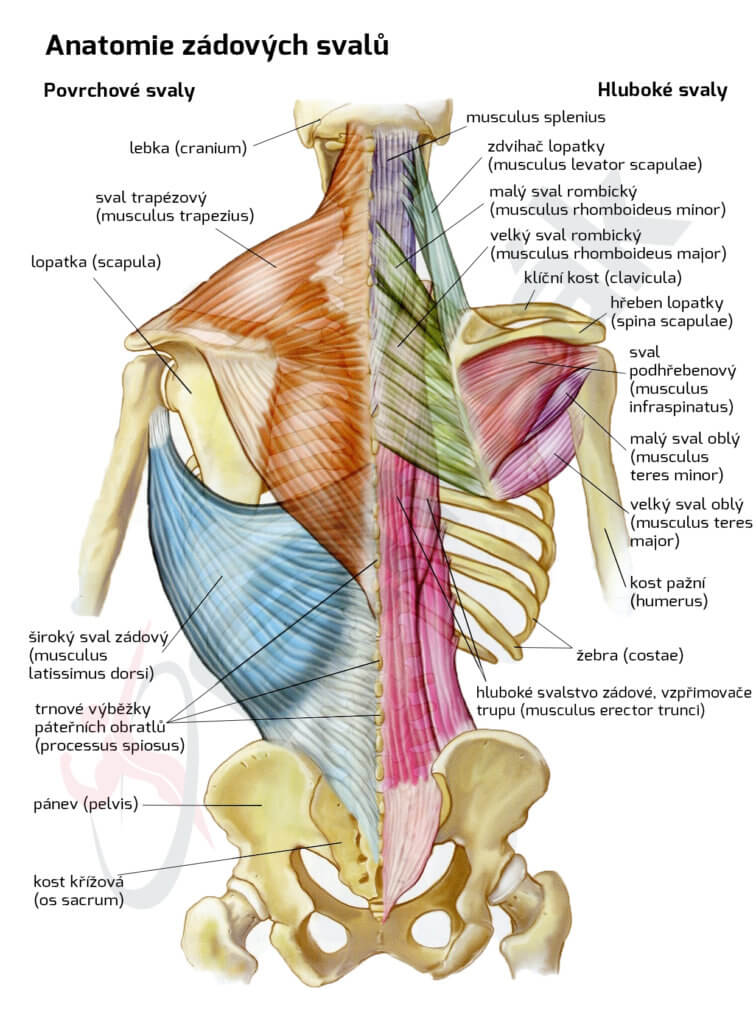 Anatomie zádových svalů
Povrchové svaly
Hluboké svaly
lebka (cranium)
sval trapézový
(musculus trapezius)
lopatka (scapula)
široký sval zádový
(musculus
latissimus dorsi)
trnové výběžky
páteřních obratlů
(processus spiosus)
pánev (pelvis)
kost křížová
(os sacrum)
musculus splenius
zdvihač lopatky
(musculus levator scapulae)
malý sval rombický
(musculus rhomboideus minor)
velký sval rombický
(musculus rhomboideus major)
klíční kost (clavicula)
hřeben lopatky
(spina scapulae)
sval
podhřebenový
(musculus
infraspinatus)
malý sval oblý
(musculus
teres minor)
velký sval oblý
(musculus teres
major)
kost pažní
(humerus)
žebra (costae)
hluboké svalstvo zádové, vzpřimovače
trupu (musculus erector trunci)